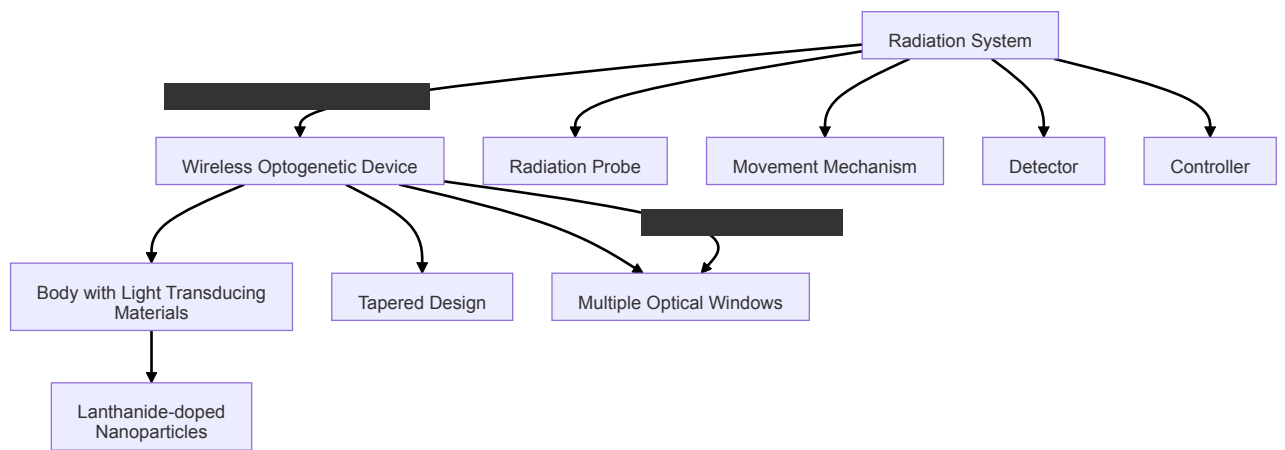 Radiation System
Wireless Optogenetic Device
Radiation Probe
Movement Mechanism
Detector
Controller
Body with Light Transducing
Materials
Tapered Design
Multiple Optical Windows
Lanthanide-doped
Nanoparticles